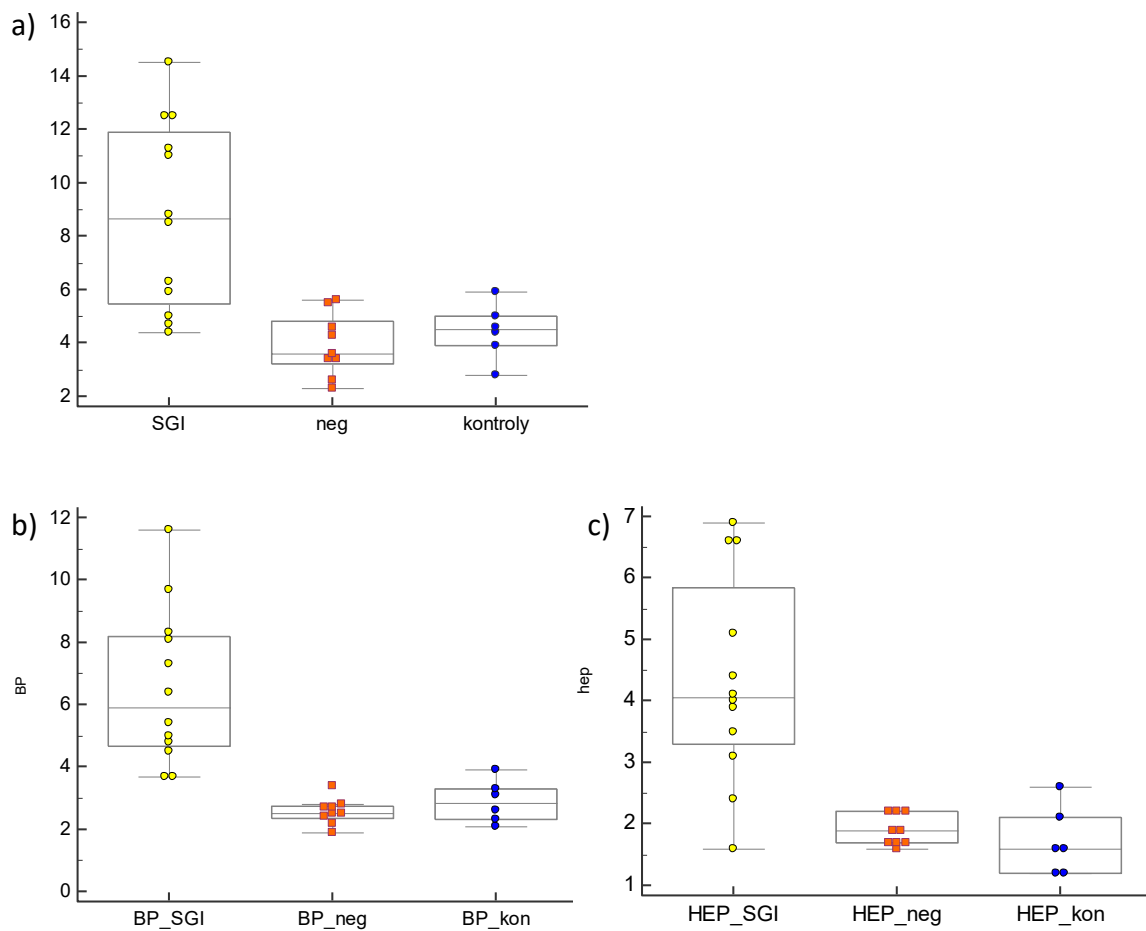 a)
16
14
12
10
8
6
4
2
SGI neg kontroly
b)
12
10
8
6
4
2
0
BP
BP_SGI BP_neg BP_kon
c)
7
6
5
4
3
2
1
hep
HEP_SGI HEP_neg HEP_kon